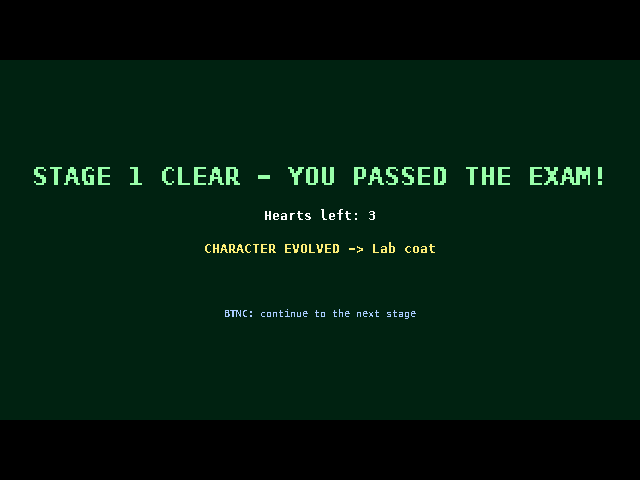 STAGE 1 CLEAR - YOU PASSED THE EXAM!
Hearts left: 3
CHARACTER EVOLVED -> Lab coat
BTNC: continue to the next stage